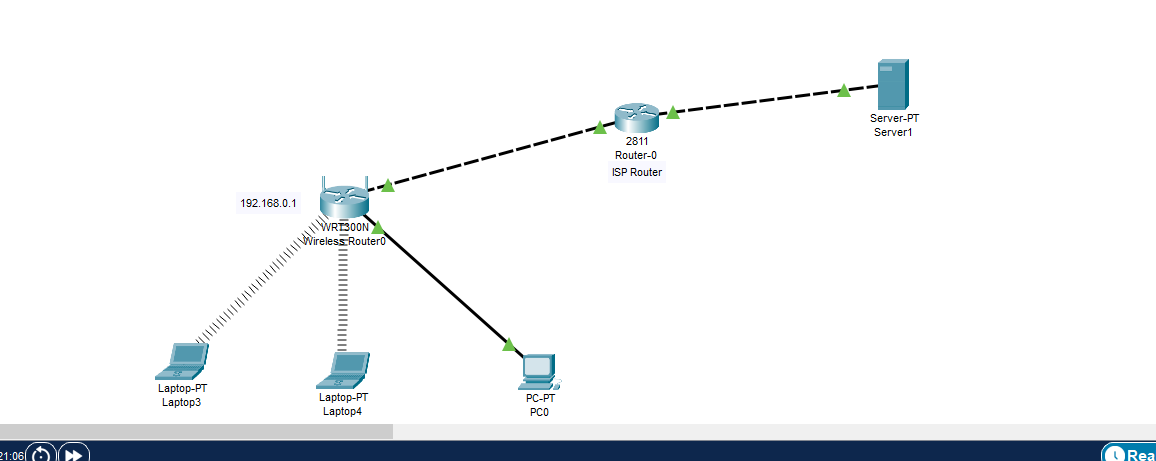 Server-PT
Server1
2811
Router-0
ISP Router
192.168.0.1
WRT300N
Wireless Router0
Laptop-PT
Laptop3
Laptop-PT
Laptop4
PC-PT
PC0
21:06
Rea